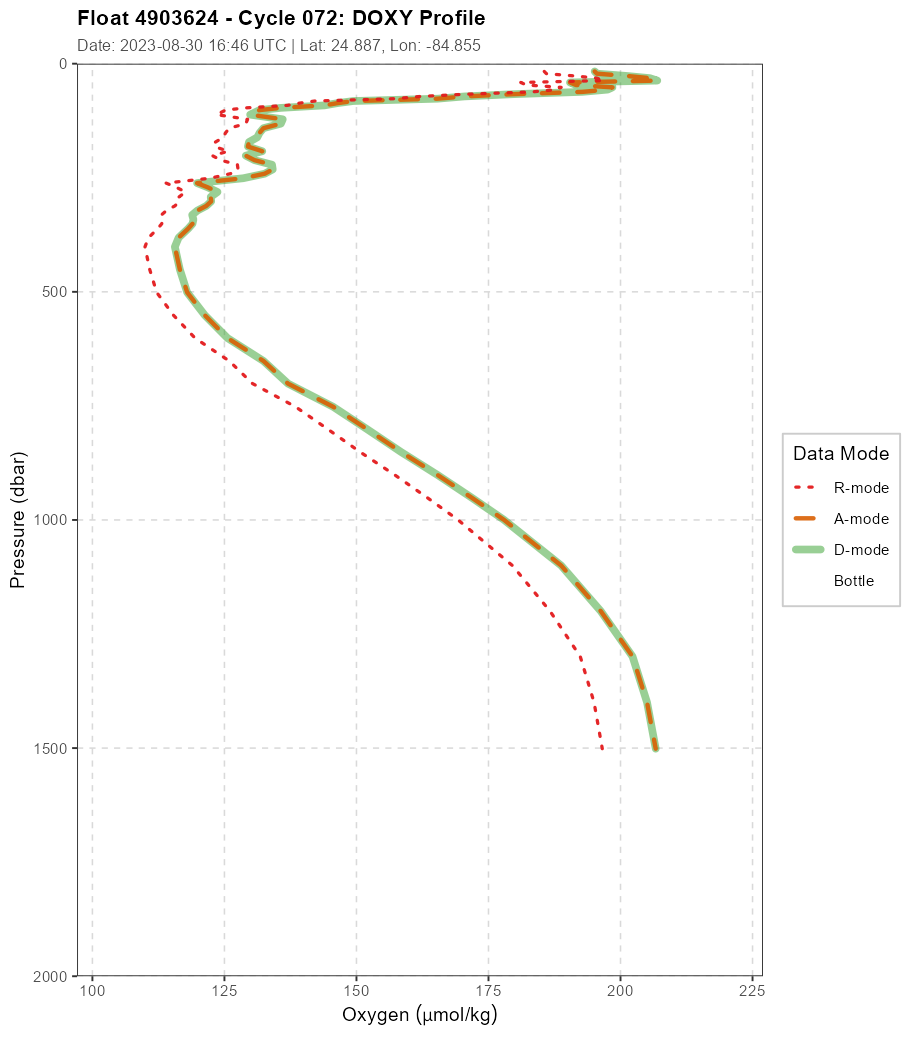 Float 4903624 - Cycle 072: DOXY Profile
Date: 2023-08-30 16:46 UTC | Lat: 24.887, Lon: -84.855
0
500
1000
1500
2000
Pressure (dbar)
100 125 150 175 200 225
Oxygen (μmol/kg)
Data Mode
R-mode
A-mode
D-mode
Bottle